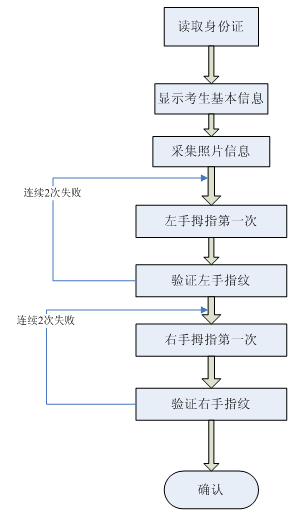 读取身份证
显示考生基本信息
采集照片信息
连续2次失败
左手拇指第一次
验证左手指纹
连续2次失败
右手拇指第一次
验证右手指纹
确认